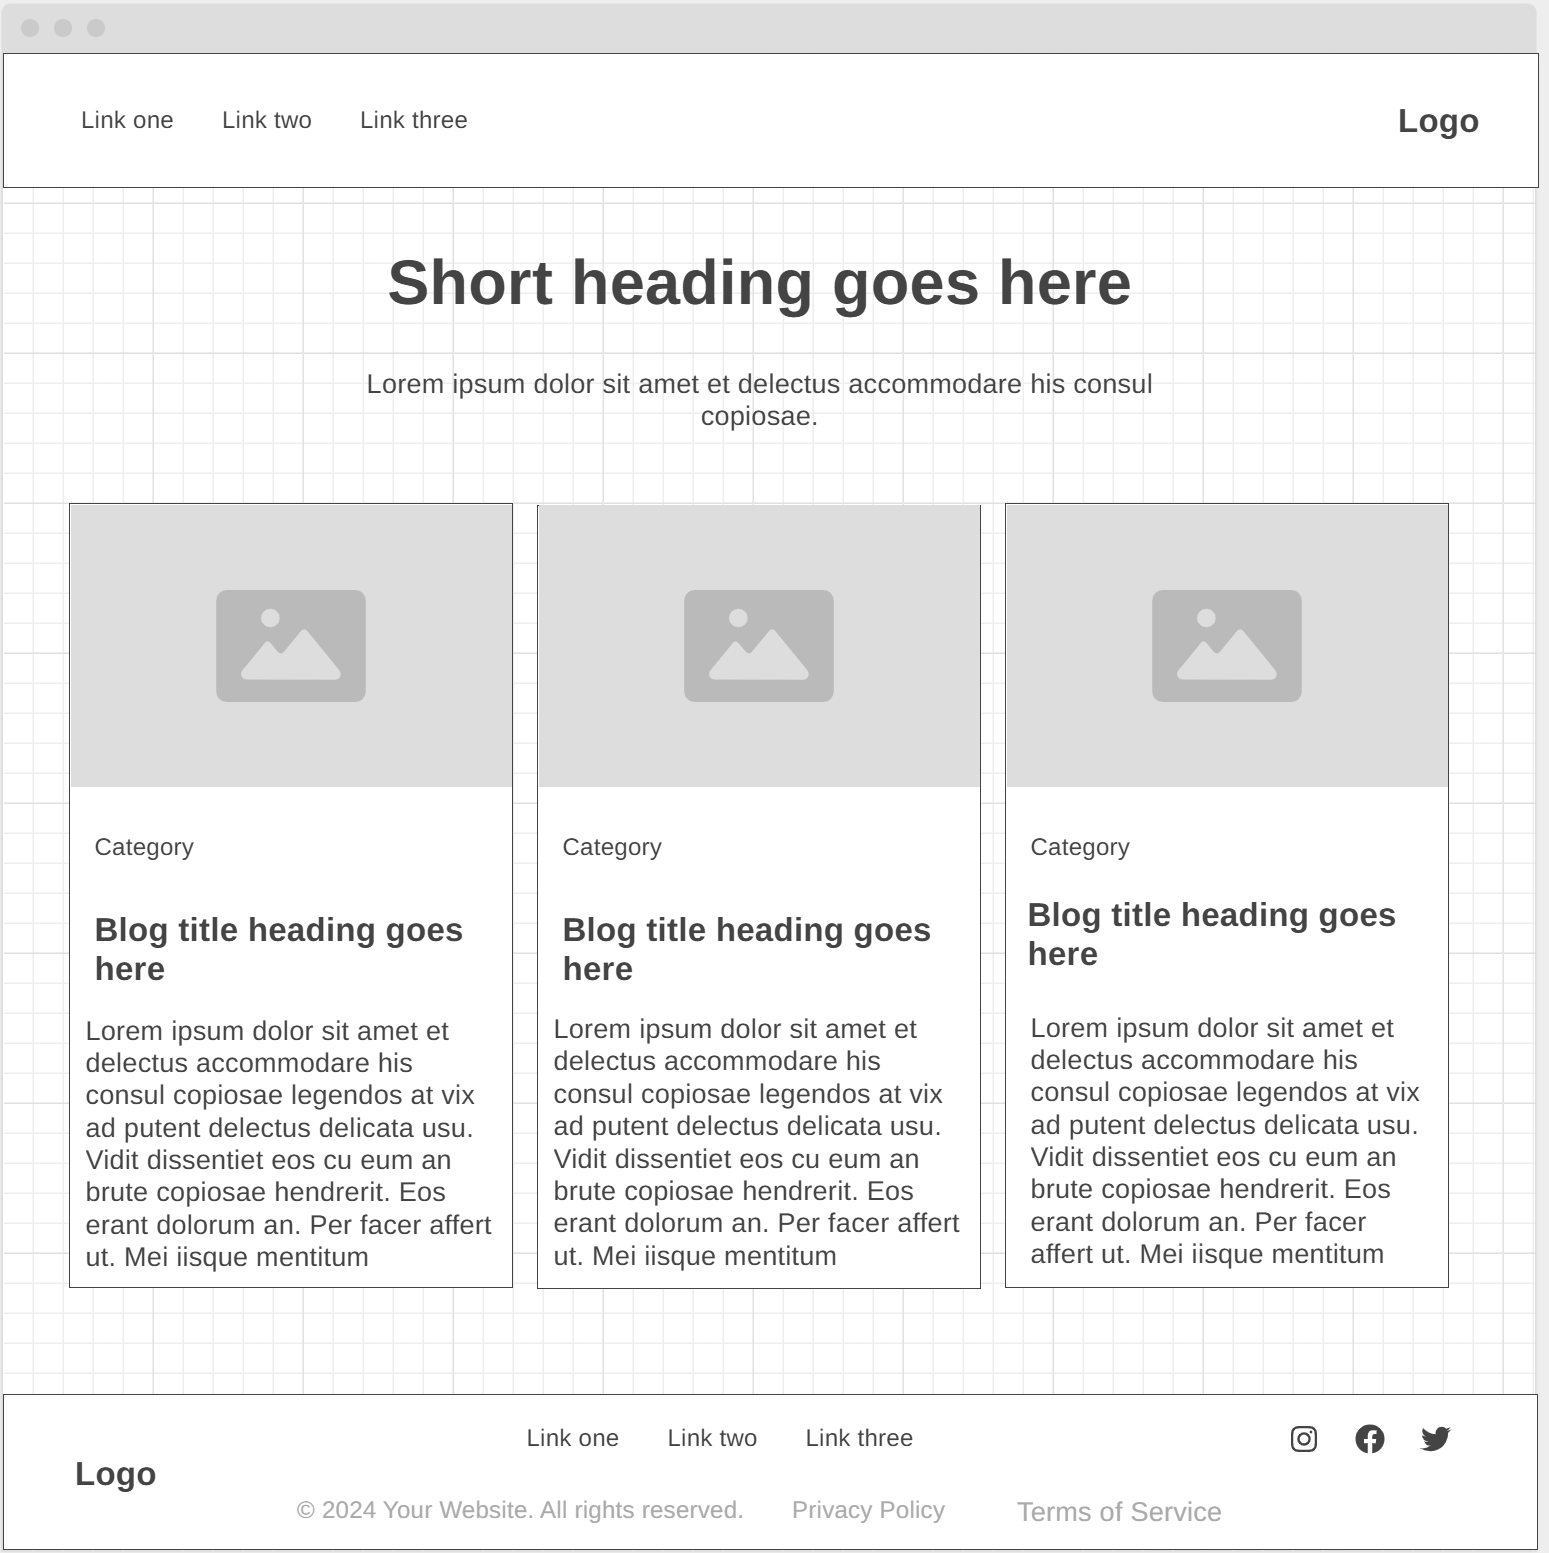 Link one Link two Link three Logo
Short heading goes here
Lorem ipsum dolor sit amet et delectus accommodare his consul
copiosae.
Category
Blog title heading goes
here
Lorem ipsum dolor sit amet et
delectus accommodare his
consul copiosae legendos at vix
ad putent delectus delicata usu.
Vidit dissentiet eos cu eum an
brute copiosae hendrerit. Eos
erant dolorum an. Per facer affert
ut. Mei iisque mentitum
Category
Blog title heading goes
here
Lorem ipsum dolor sit amet et
delectus accommodare his
consul copiosae legendos at vix
ad putent delectus delicata usu.
Vidit dissentiet eos cu eum an
brute copiosae hendrerit. Eos
erant dolorum an. Per facer affert
ut. Mei iisque mentitum
Category
Blog title heading goes
here
Lorem ipsum dolor sit amet et
delectus accommodare his
consul copiosae legendos at vix
ad putent delectus delicata usu.
Vidit dissentiet eos cu eum an
brute copiosae hendrerit. Eos
erant dolorum an. Per facer
affert ut. Mei iisque mentitum
Link one Link two Link three
Logo
© 2024 Your Website. All rights reserved. Privacy Policy Terms of Service